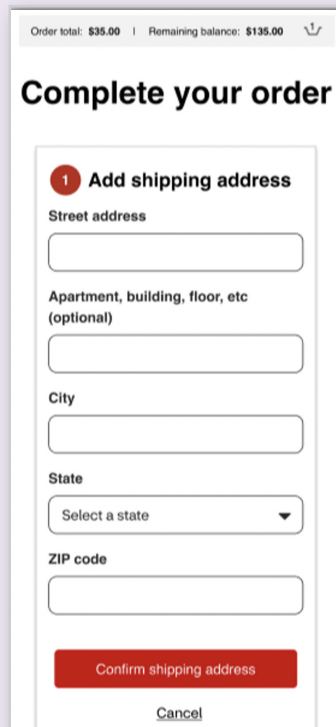 Order total: $35.00 | Remaining balance: $135.00 1
Complete your order
1 Add shipping address
Street address
Apartment, building, floor, etc
(optional)
City
State
Select a state
ZIP code
Confirm shipping address
Cancel